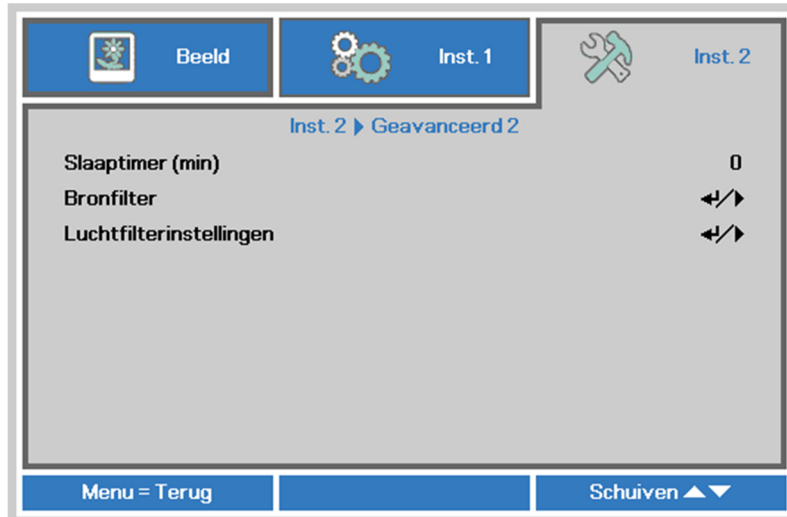 Beeld
Inst. 1
Inst. 2
Inst. 2 ▶ Geavanceerd 2
Slaaptimer (min) 0
Bronfilter ↵/▶
Luchtfilterinstellingen ↵/▶
Menu = Terug
Schuiven ▲▼